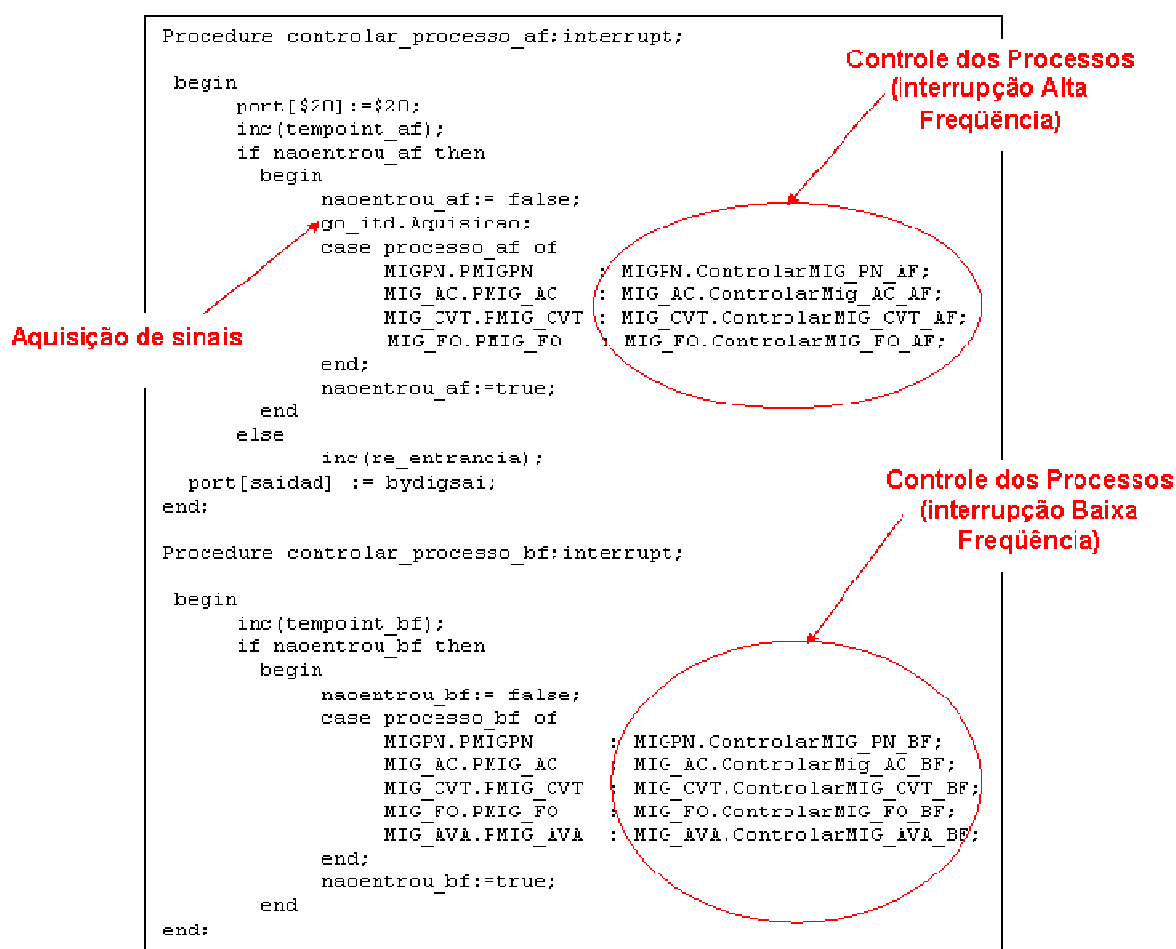 Procedure controlar_processo_af:interrupt;
begin
port[$20]:=$20;
inc(tempoint_af);
if naoentrou_af then
begin
naoentrou_af:= false;
go_itd.Aquisicao;
case processo_af of
MIGPN.PMIGPN : MIGPN.ControlarMIG_PN_AF;
MIG_AC.PMIG_AC : MIG_AC.ControlarMig_AC_AF;
MIG_CVT.PMIG_CVT : MIG_CVT.ControlarMIG_CVT_AF;
MIG_FO.PMIG_FO : MIG_FO.ControlarMIG_FO_AF;
end;
naoentrou_af:=true;
end
else
inc(re_entrancia);
port[saidad] := bydigsai;
end;
Controle dos Processos
(interrupção Alta
Freqüência)
Aquisição de sinais
Procedure controlar_processo_bf:interrupt;
begin
inc(tempoint_bf);
if naoentrou_bf then
begin
naoentrou_bf:= false;
case processo_bf of
MIGPN.PMIGPN : MIGPN.ControlarMIG_PN_BF;
MIG_AC.PMIG_AC : MIG_AC.ControlarMig_AC_BF;
MIG_CVT.PMIG_CVT : MIG_CVT.ControlarMIG_CVT_BF;
MIG_FO.PMIG_FO : MIG_FO.ControlarMIG_FO_BF;
MIG_AVA.PMIG_AVA : MIG_AVA.ControlarMIG_AVA_BF;
end;
naoentrou_bf:=true;
end
end;
Controle dos Processos
(interrupção Baixa
Freqüência)